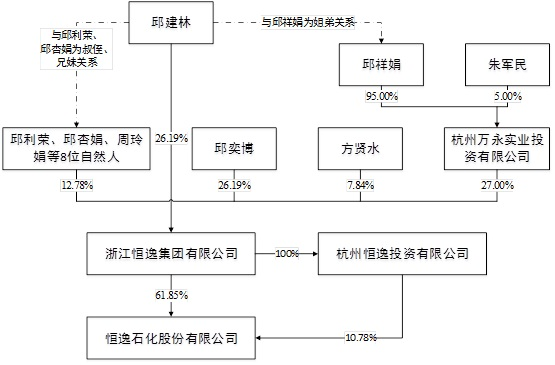 邱建林
与邱利荣、
邱杏娟为叔侄、
兄妹关系
与邱祥娟为姐弟关系
邱祥娟
朱军民
95.00%
5.00%
邱利荣、邱杏娟、周玲
娟等8位自然人
26.19%
邱奕博
方贤水
杭州万永实业投
资有限公司
12.78%
26.19%
7.84%
27.00%
浙江恒逸集团有限公司
100%
杭州恒逸投资有限公司
61.85%
恒逸石化股份有限公司
10.78%